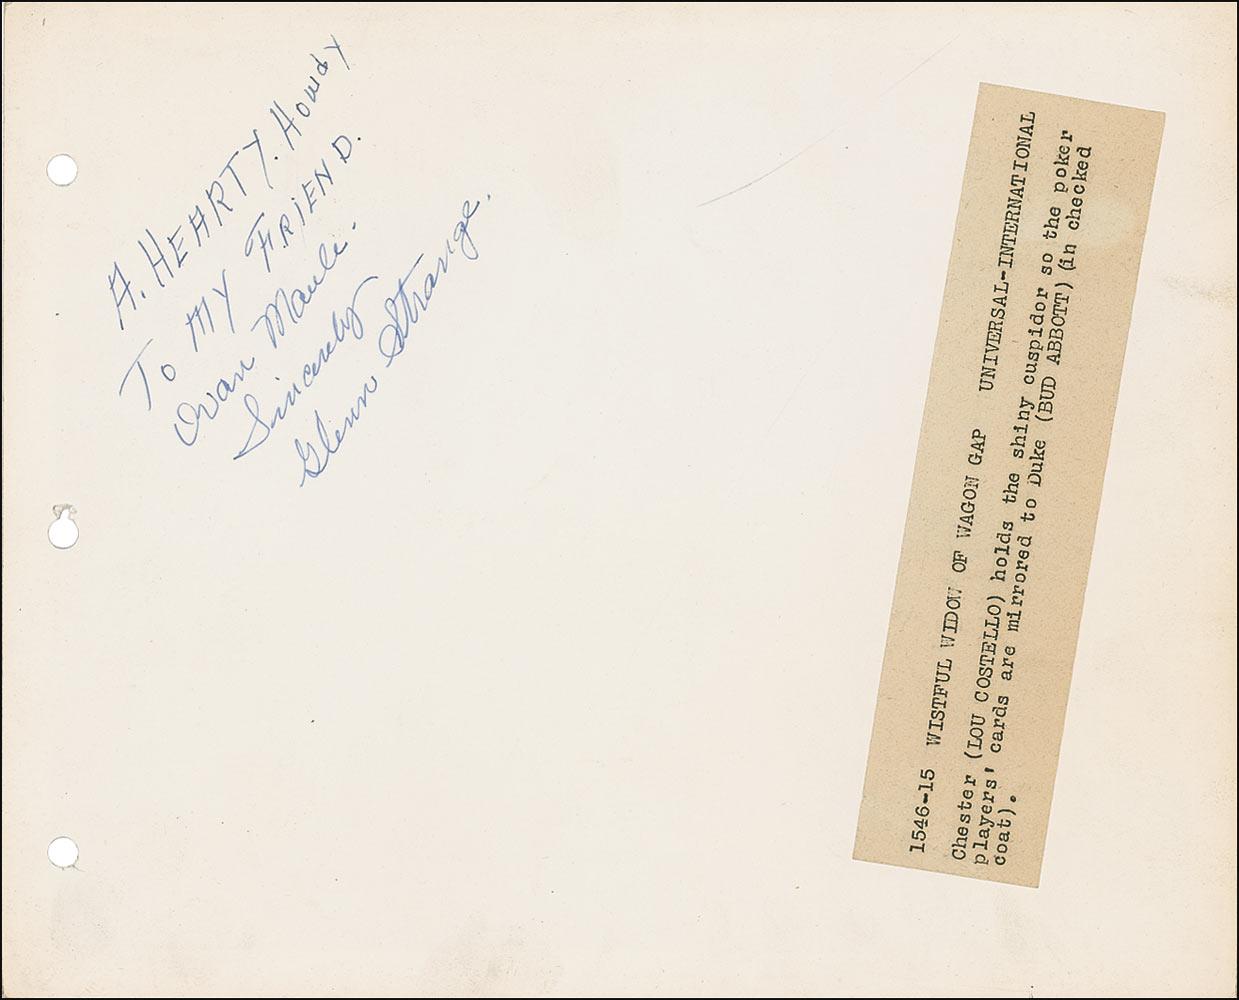 A. HEARTY. Howdy
To MY FRIEND.
Ovan Maule.
Sincerely
Glenn Strange.
1546-15 WISTFUL WIDOW OF WAGON GAP UNIVERSAL-INTERNATIONAL
Chester (LOU COSTELLO) holds the shiny cuspidor so the poker
players' cards are mirrored to Duke (BUD ABBOTT) (in checked
coat).